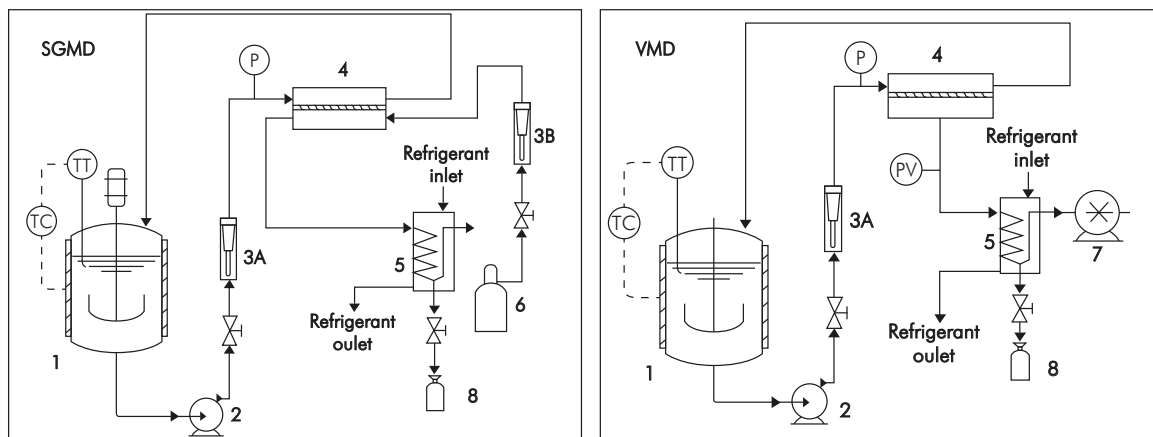 SGMD
P
4
3B
Refrigerant
inlet
TT
TC
3A
5
6
Refrigerant
oulet
1
2
8
VMD
P
4
Refrigerant
inlet
TT
PV
TC
3A
5
7
Refrigerant
oulet
1
2
8